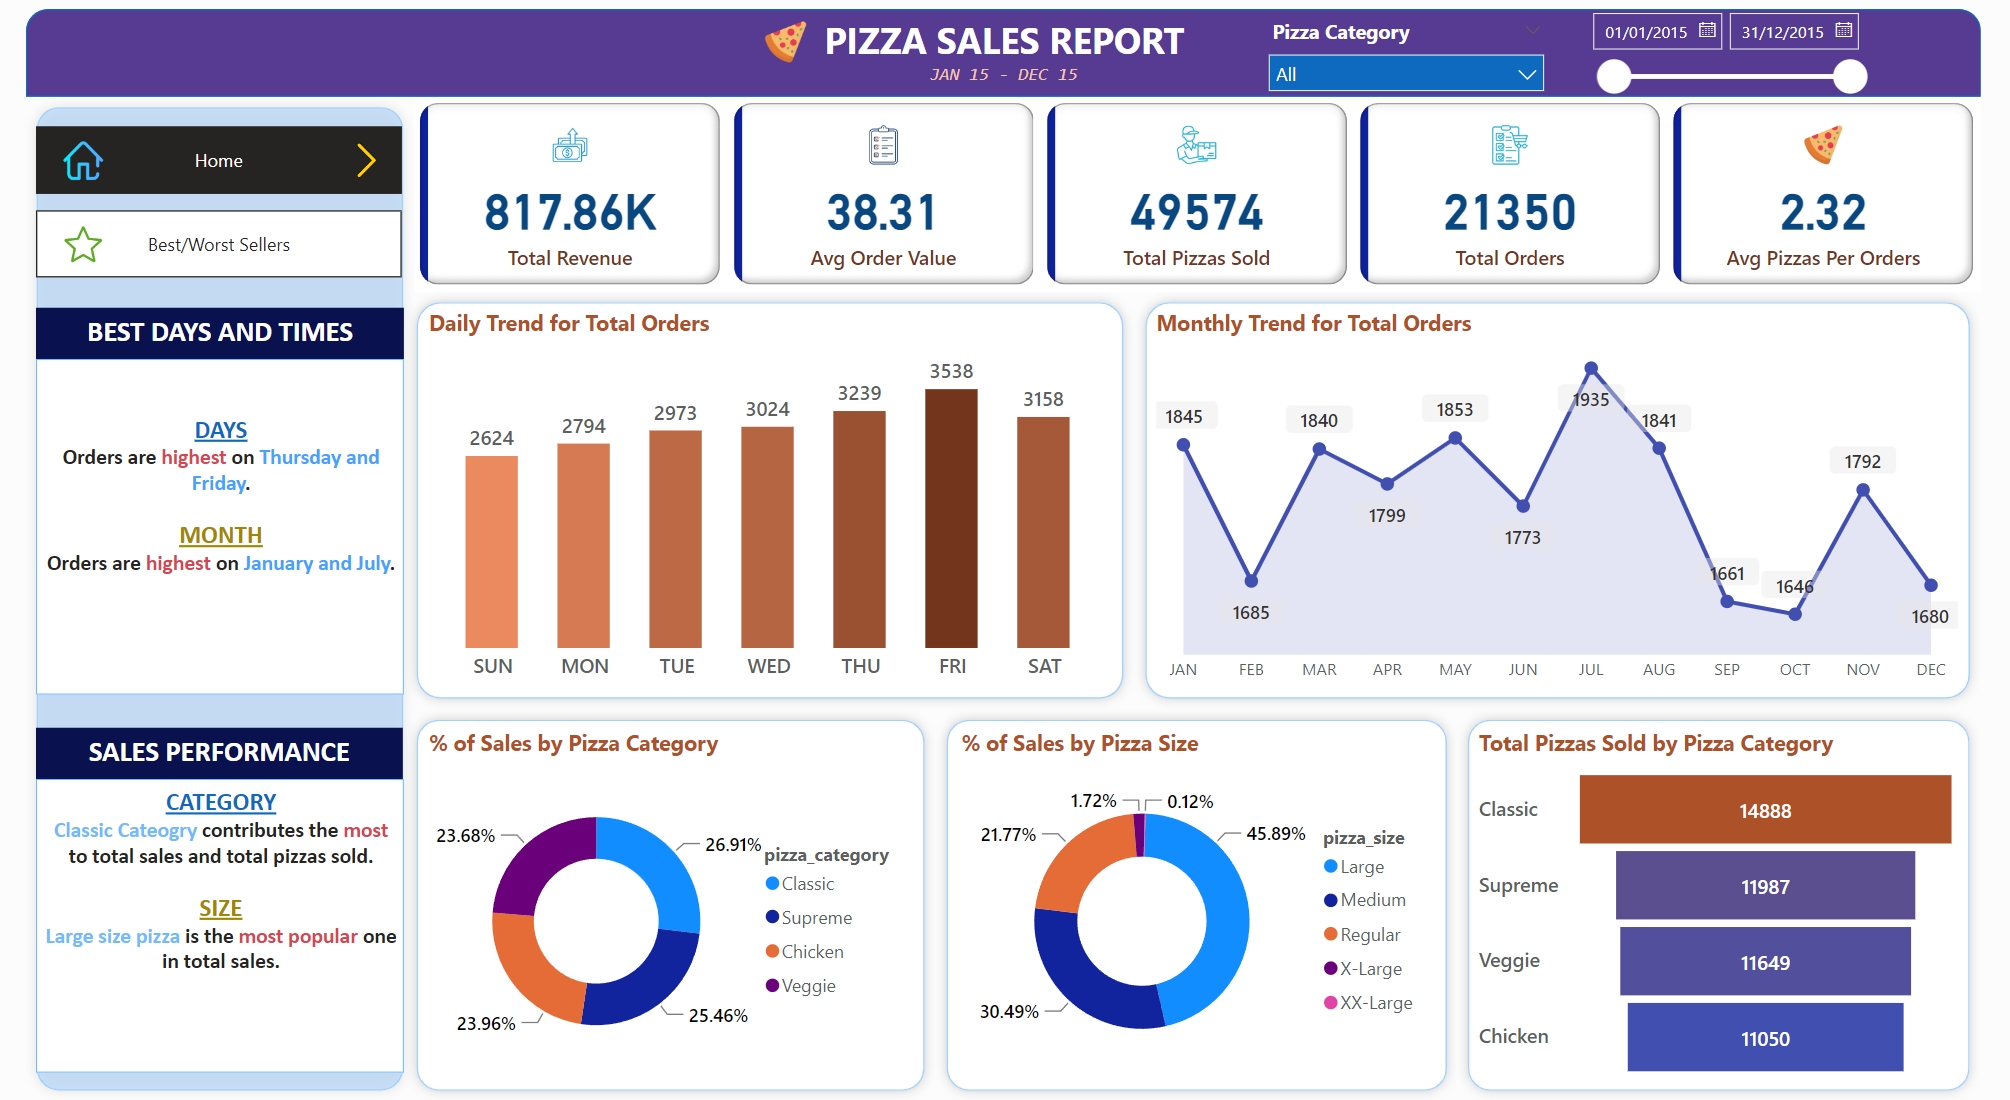 PIZZA SALES REPORT
JAN 15 - DEC 15
Pizza Category
All
01/01/2015
31/12/2015
Home
Best/Worst Sellers
817.86K
Total Revenue
38.31
Avg Order Value
49574
Total Pizzas Sold
21350
Total Orders
2.32
Avg Pizzas Per Orders
BEST DAYS AND TIMES
DAYS
Orders are highest on Thursday and
Friday.
MONTH
Orders are highest on January and July.
Daily Trend for Total Orders
2624
2794
2973
3024
3239
3538
3158
SUN MON TUE WED THU FRI SAT
Monthly Trend for Total Orders
1845
1685
1840
1799
1853
1773
1935
1841
1661
1646
1792
1680
JAN FEB MAR APR MAY JUN JUL AUG SEP OCT NOV DEC
SALES PERFORMANCE
CATEGORY
Classic Cateogry contributes the most
to total sales and total pizzas sold.
SIZE
Large size pizza is the most popular one
in total sales.
% of Sales by Pizza Category
23.68%
26.91%
23.96%
25.46%
pizza_category
Classic
Supreme
Chicken
Veggie
% of Sales by Pizza Size
1.72%
0.12%
21.77%
45.89%
30.49%
pizza_size
Large
Medium
Regular
X-Large
XX-Large
Total Pizzas Sold by Pizza Category
Classic 14888
Supreme 11987
Veggie 11649
Chicken 11050